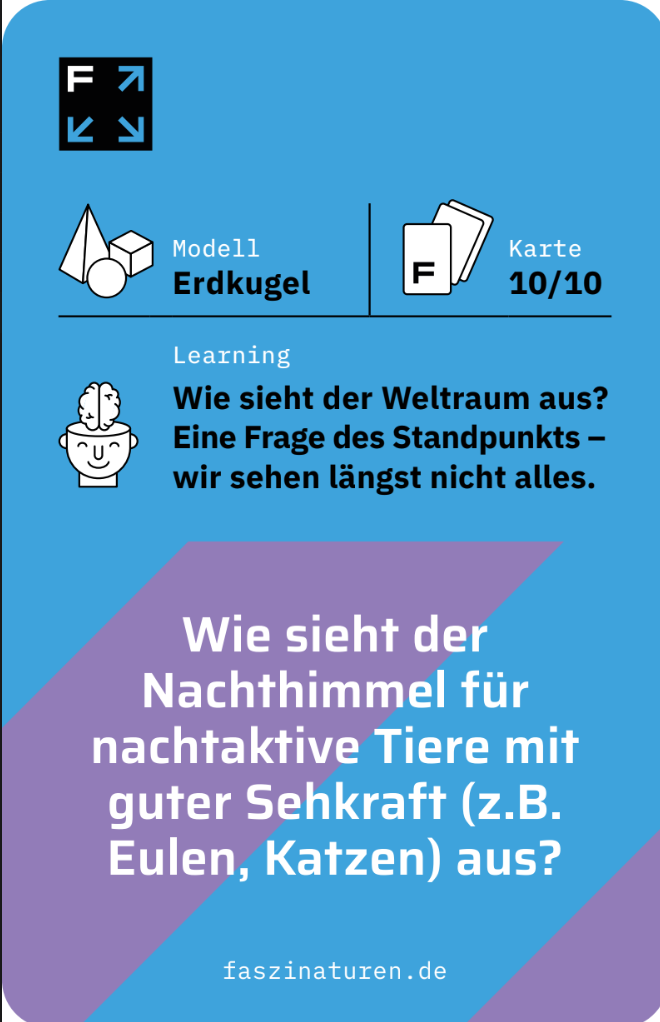 F
Modell
Erdkugel
F
Karte
10/10
Learning
Wie sieht der Weltraum aus?
Eine Frage des Standpunkts –
wir sehen längst nicht alles.
Wie sieht der
Nachthimmel für
nachtaktive Tiere mit
guter Sehkraft (z.B.
Eulen, Katzen) aus?
faszinaturen.de